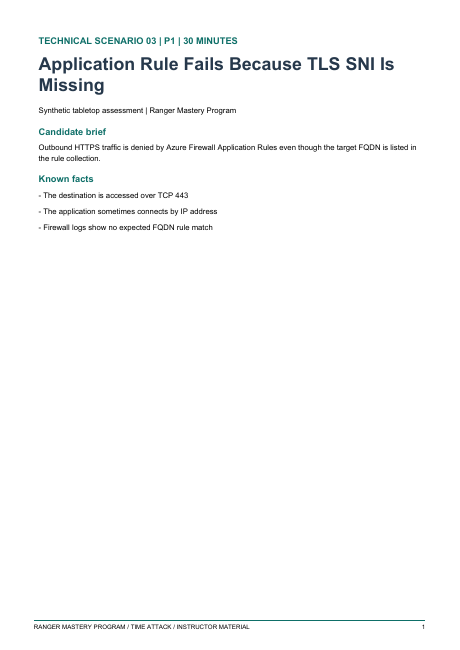 TECHNICAL SCENARIO 03 | P1 | 30 MINUTES
Application Rule Fails Because TLS SNI Is
Missing
Synthetic tabletop assessment | Ranger Mastery Program
Candidate brief
Outbound HTTPS traffic is denied by Azure Firewall Application Rules even though the target FQDN is listed in
the rule collection.
Known facts
- The destination is accessed over TCP 443
- The application sometimes connects by IP address
- Firewall logs show no expected FQDN rule match
RANGER MASTERY PROGRAM / TIME ATTACK / INSTRUCTOR MATERIAL 1